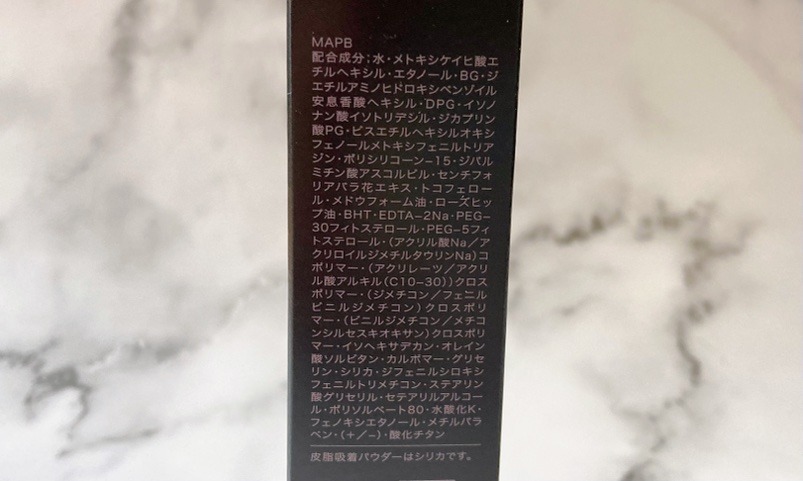 MAPB
配合成分;水・メトキシケイヒ酸エ
チルヘキシル・エタノール・BG・ジ
エチルアミノヒドロキシベンゾイル
安息香酸ヘキシル・DPG・イソノ
ナン酸イソトリデシル・ジカプリン
酸PG・ビスエチルヘキシルオキシ
フェノールメトキシフェニルトリア
ジン・ポリシリコーン-15・ジパル
ミチン酸アスコルビル・センチフォ
リアバラ花エキス・トコフェロー
ル・メドウフォーム油・ローズヒッ
プ油・BHT・EDTA-2Na・PEG-
30フィトステロール・PEG-5フィ
トステロール・(アクリル酸Na/ア
クリロイルジメチルタウリンNa)コ
ポリマー・(アクリレーツ/アクリ
ル酸アルキル(C10-30))クロス
ポリマー・(ジメチコン/フェニル
ビニルジメチコン)クロスポリ
マー・(ビニルジメチコン/メチコ
ンシルセスキオキサン)クロスポリ
マー・イソヘキサデカン・オレイン
酸ソルビタン・カルボマー・グリセ
リン・シリカ・ジフェニルシロキシ
フェニルトリメチコン・ステアリン
酸グリセリル・セテアリルアルコー
ル・ポリソルベート80・水酸化K・
フェノキシエタノール・メチルパラ
ベン・(+/-)・酸化チタン
皮脂吸着パウダーはシリカです。